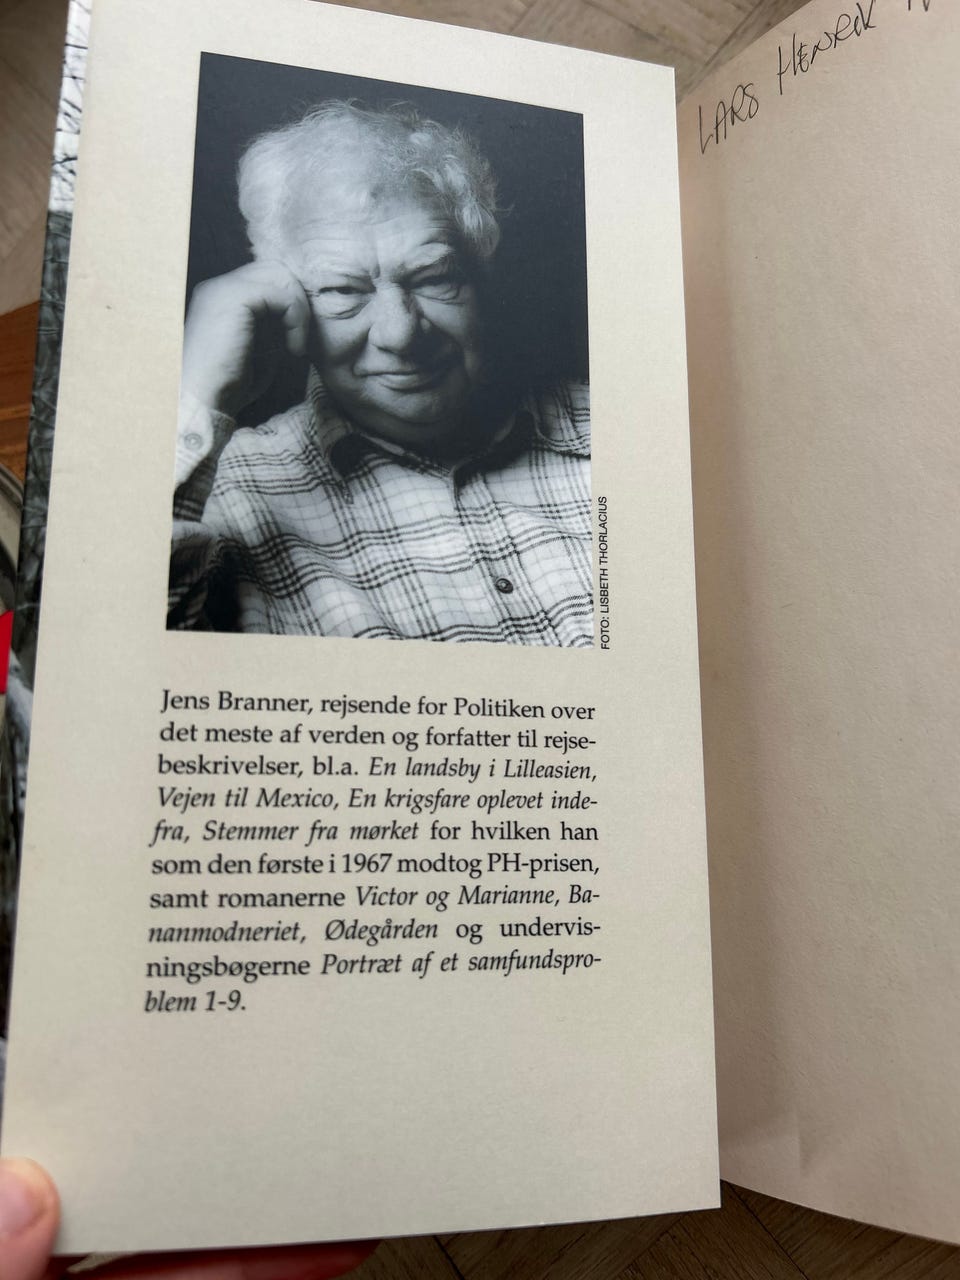 Jens Branner, rejsende for Politiken over
det meste af verden og forfatter til rejse-
beskrivelser, bl.a. En landsby i Lilleasien,
Vejen til Mexico, En krigsfare oplevet inde-
fra, Stemmer fra mørket for hvilken han
som den første i 1967 modtog PH-prisen,
samt romanerne Victor og Marianne, Ba-
nanmodneriet, Ødegården og undervis-
ningsbøgerne Portræt af et samfundspro-
blem 1-9.
FOTO: LISBETH THORLACIUS
LARS HENRIK